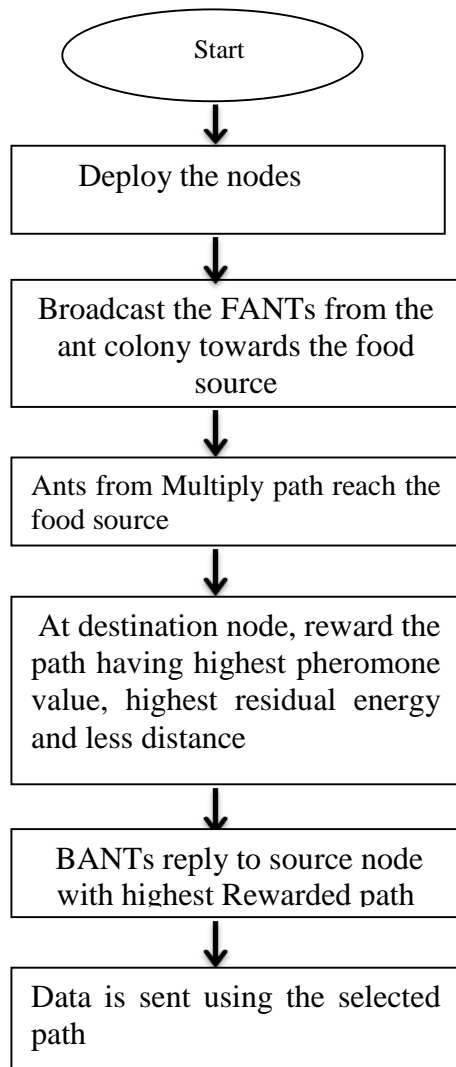 Start
Deploy the nodes
Broadcast the FANTs from the
ant colony towards the food
source
Ants from Multiply path reach the
food source
At destination node, reward the
path having highest pheromone
value, highest residual energy
and less distance
BANTs reply to source node
with highest Rewarded path
Data is sent using the selected
path